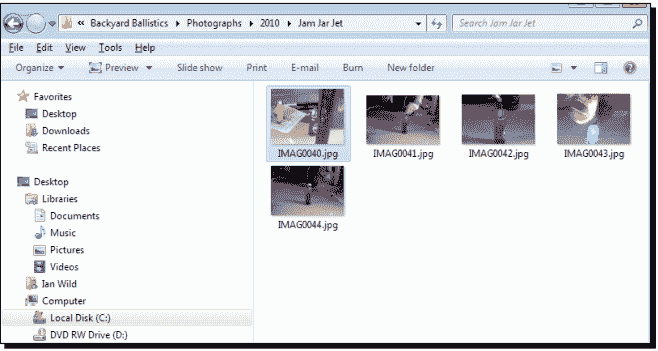 « Backyard Ballistics ▸ Photographs ▸ 2010 ▸ Jam Jar Jet
Search Jam Jar Jet
File Edit View Tools Help
Organize Preview Slide show Print E-mail Burn New folder
Favorites
Desktop
Downloads
Recent Places
Desktop
Libraries
Documents
Music
Pictures
Videos
Ian Wild
Computer
Local Disk (C:)
DVD RW Drive (D:)
IMAG0040.jpg IMAG0041.jpg IMAG0042.jpg IMAG0043.jpg
IMAG0044.jpg